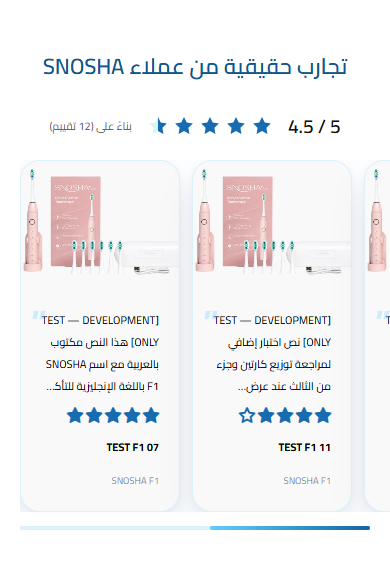 تجارب حقيقية من عملاء SNOSHA
4.5 / 5
بناءً على (12 تقييم)
SNOSHA
[TEST — DEVELOPMENT
ONLY] نص اختبار إضافي
لمراجعة توزيع كارتين وجزء
من الثالث عند عرض...
TEST F1 11
SNOSHA F1
SNOSHA
[TEST — DEVELOPMENT
ONLY] هذا النص مكتوب
بالعربية مع اسم SNOSHA
F1 باللغة الإنجليزية للتأك...
TEST F1 07
SNOSHA F1